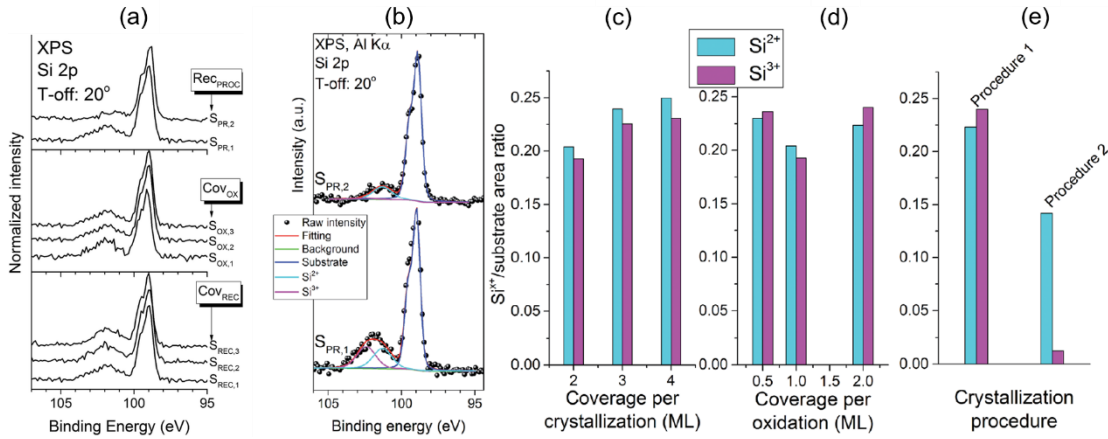 (a)
XPS
Si 2p
T-off: 20°
Rec_PROC
S_PR,2
S_PR,1
Cov_OX
S_OX,3
S_OX,2
S_OX,1
Cov_REC
S_REC,3
S_REC,2
S_REC,1
Normalized intensity
105 100 95
Binding Energy (eV)
(b)
XPS, Al Kα
Si 2p
T-off: 20°
Intensity (a.u.)
S_PR,2
Raw intensity
Fitting
Background
Substrate
Si²⁺
Si³⁺
S_PR,1
105 100 95
Binding energy (eV)
(c)
(d)
(e)
Si²⁺
Si³⁺
Si^x+/substrate area ratio
0.25
0.20
0.15
0.10
0.05
0.00
2 3 4
Coverage per
crystallization (ML)
0.25
0.20
0.15
0.10
0.05
0.00
0.5 1.0 1.5 2.0
Coverage per
oxidation (ML)
0.25
0.20
0.15
0.10
0.05
0.00
Procedure 1
Procedure 2
Crystallization
procedure